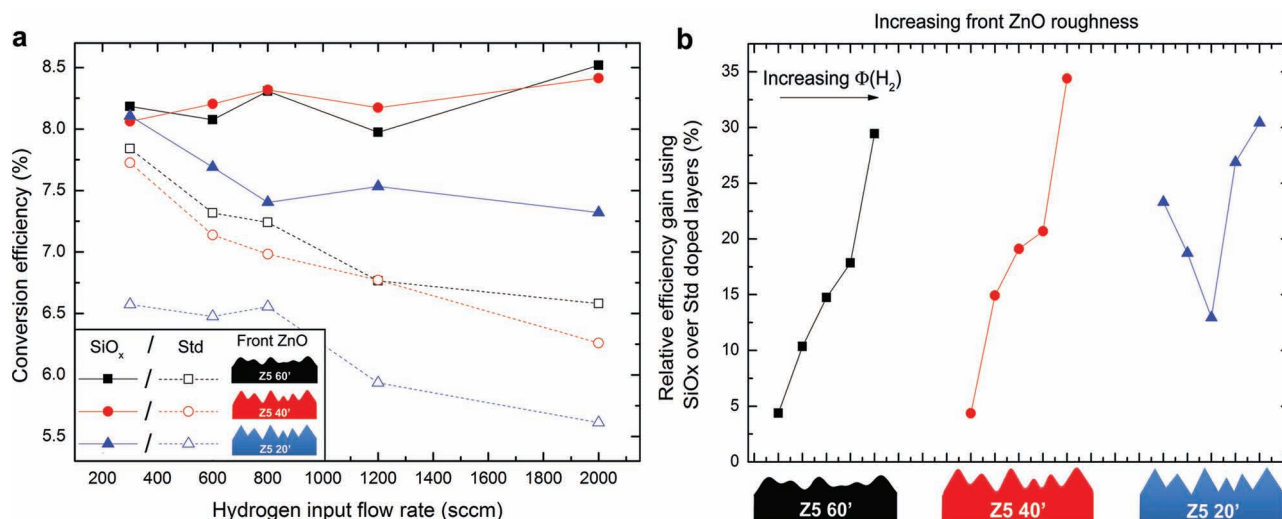 a
Conversion efficiency (%)
8.5
8.0
7.5
7.0
6.5
6.0
5.5
SiOx / Std Front ZnO
/ Z5 60'
/ Z5 40'
/ Z5 20'
200 400 600 800 1000 1200 1400 1600 1800 2000
Hydrogen input flow rate (sccm)
b
Increasing front ZnO roughness
Relative efficiency gain using
SiOx over Std doped layers (%)
35
30
25
20
15
10
5
0
Increasing Φ(H2)
Z5 60' Z5 40' Z5 20'